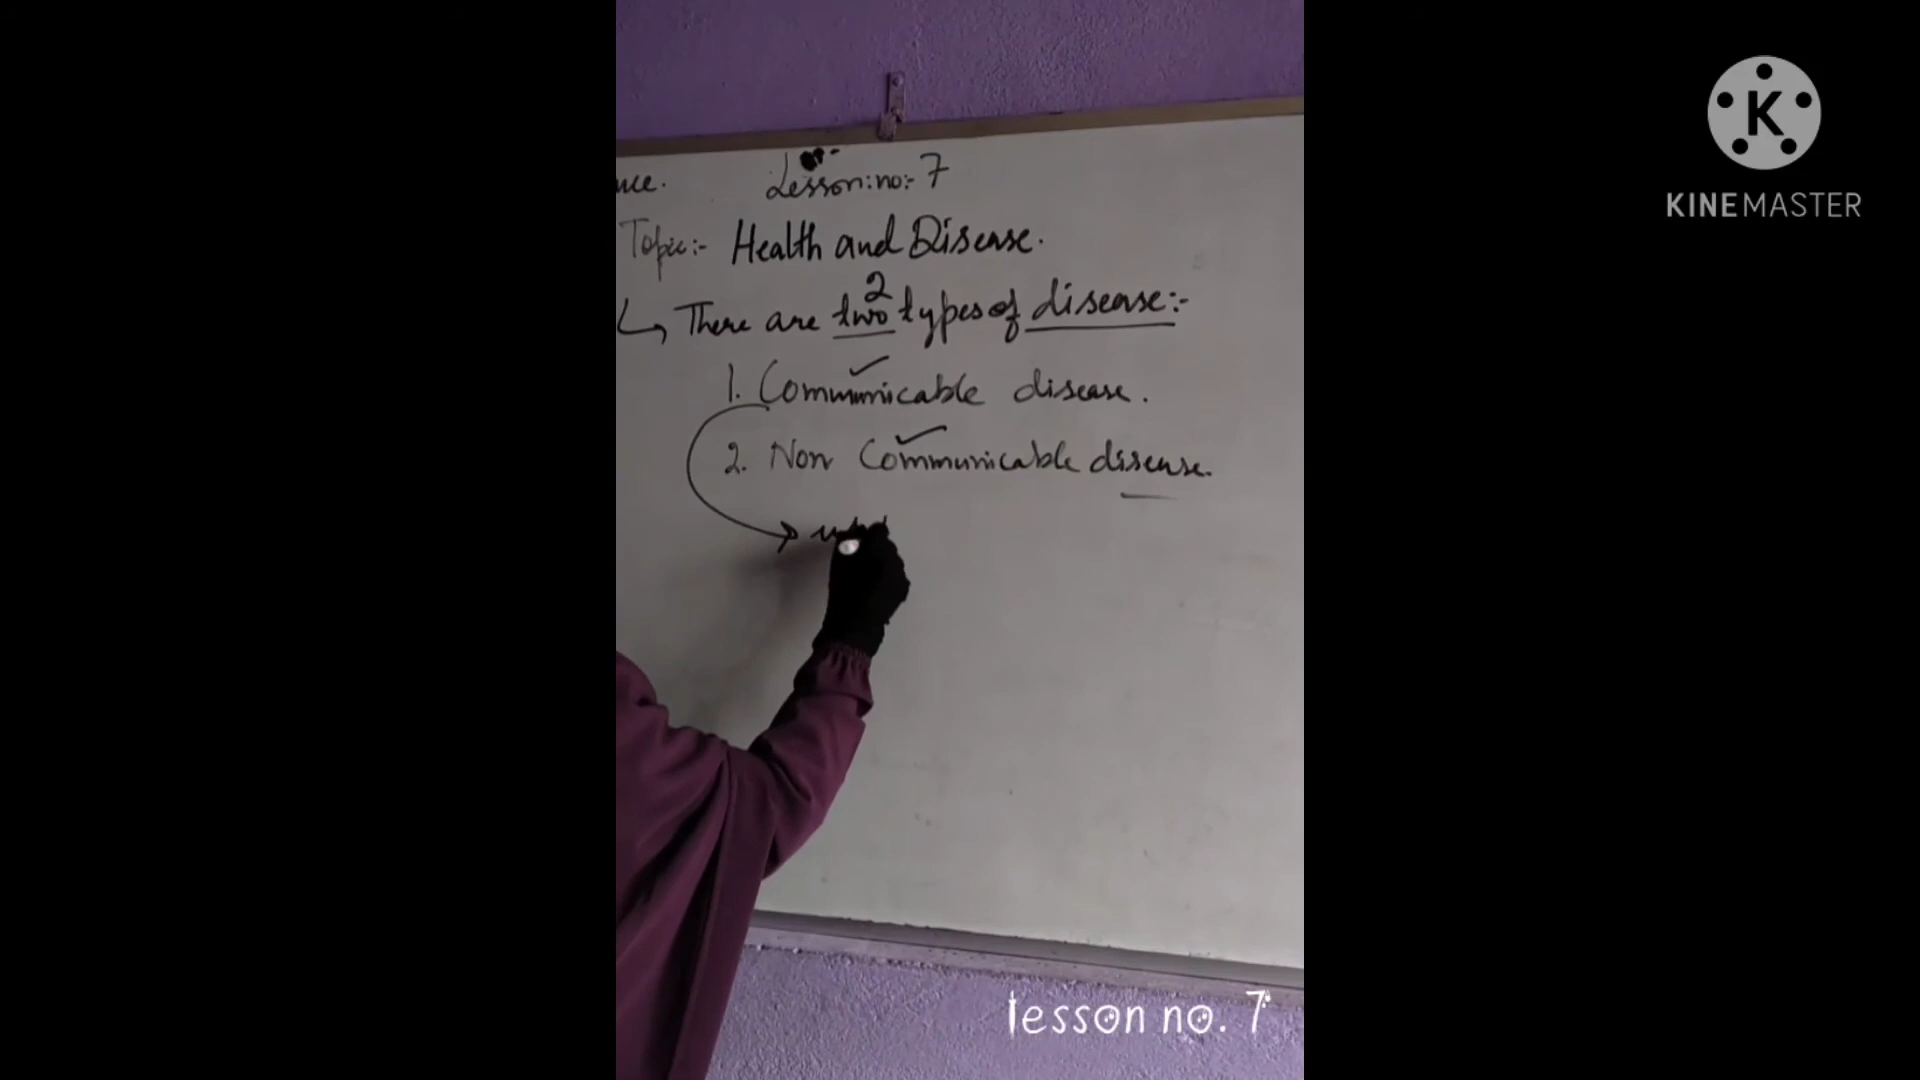 Lesson:no:- 7
Topic:- Health and Disease.
2
There are two types of disease:-
1. Communicable disease.
2. Non Communicable disease.
lesson no. 7
K
KINEMASTER